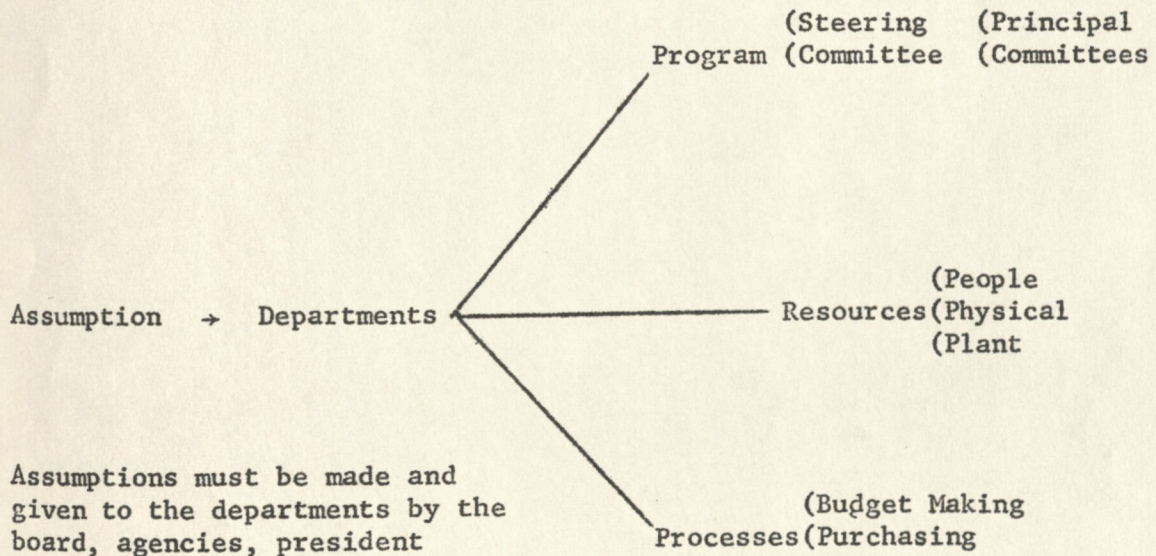 (Steering (Principal
Program (Committee (Committees
(People
Assumption → Departments Resources(Physical
(Plant
Assumptions must be made and
given to the departments by the (Budget Making
board, agencies, president Processes(Purchasing